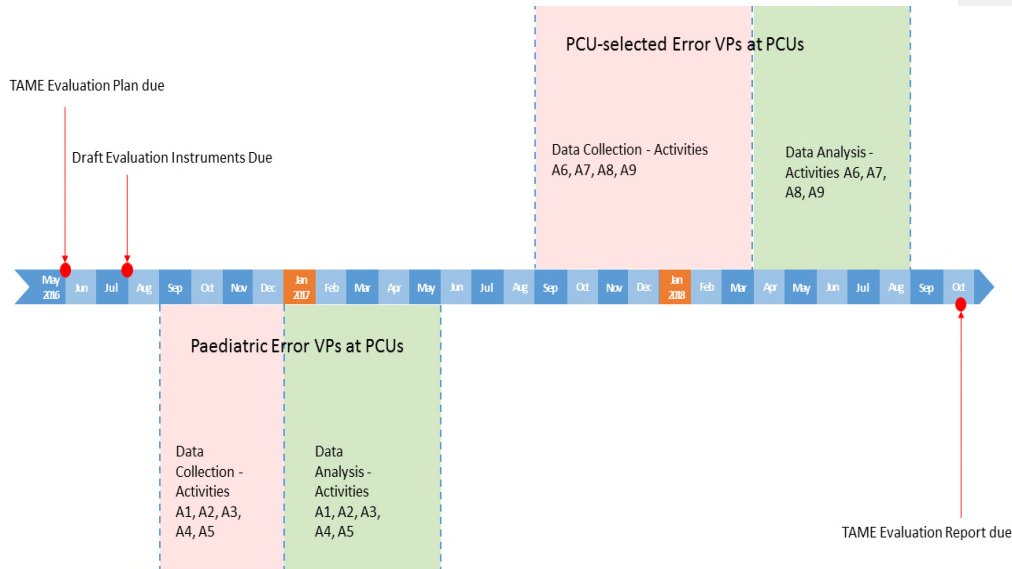 PCU-selected Error VPs at PCUs
TAME Evaluation Plan due
Draft Evaluation Instruments Due
Data Collection - Activities
A6, A7, A8, A9
Data Analysis -
Activities A6, A7,
A8, A9
May
2016
Jun
Jul
Aug
Sep
Oct
Nov
Dec
Jan
2017
Feb
Mar
Apr
May
Jun
Jul
Aug
Sep
Oct
Nov
Dec
Jan
2018
Feb
Mar
Apr
May
Jun
Jul
Aug
Sep
Oct
Paediatric Error VPs at PCUs
Data
Collection -
Activities
A1, A2, A3,
A4, A5
Data
Analysis-
Activities
A1, A2, A3,
A4, A5
TAME Evaluation Report due